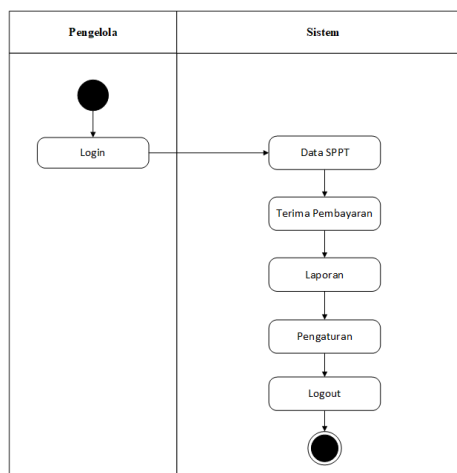 Pengelola
Sistem
Login
Data SPPT
Terima Pembayaran
Laporan
Pengaturan
Logout